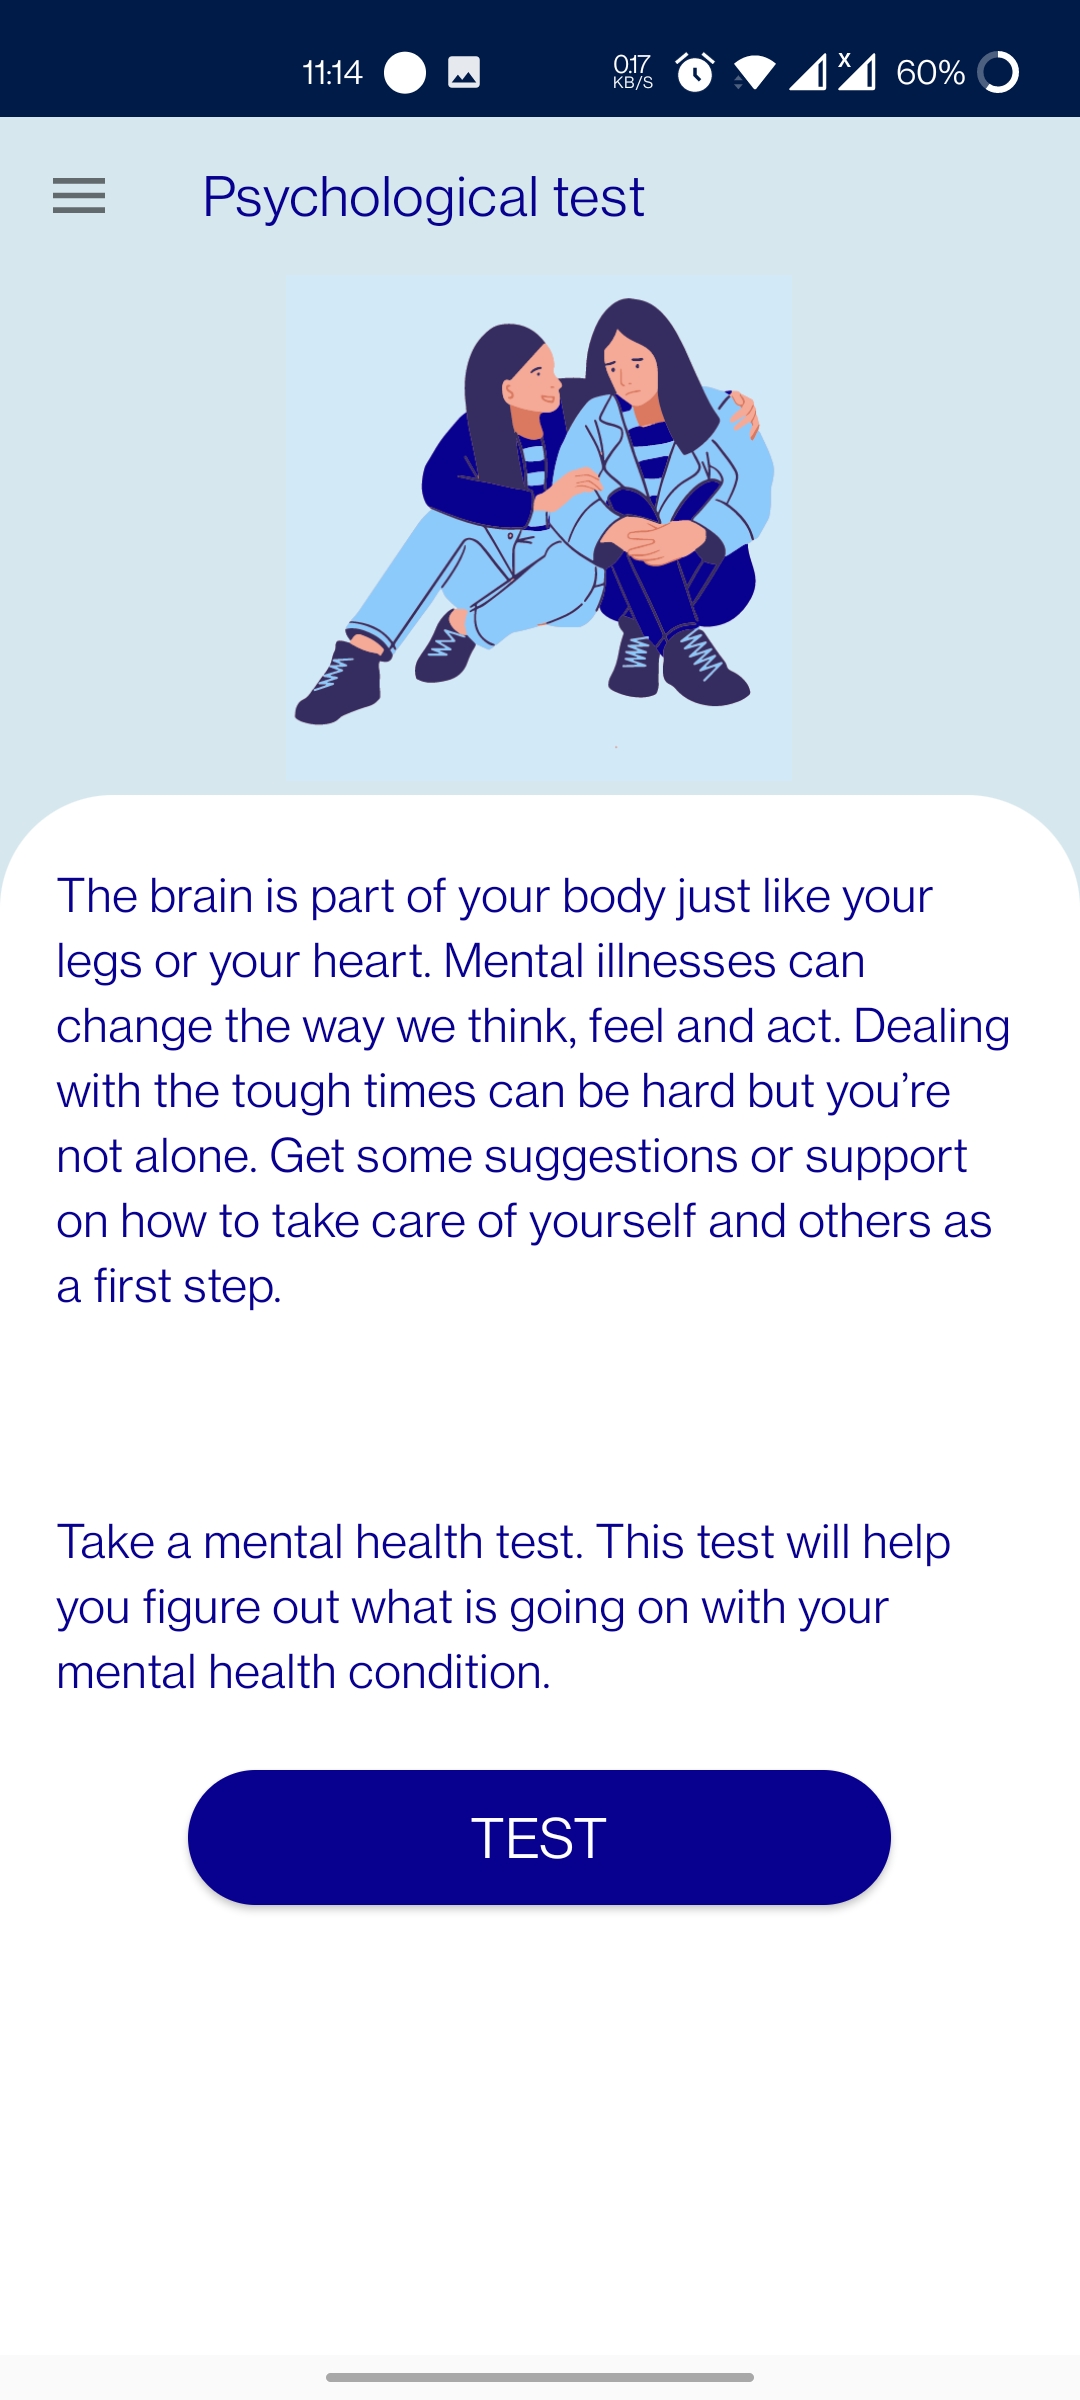 11:14
0.17
KB/S
X
60%
Psychological test
The brain is part of your body just like your
legs or your heart. Mental illnesses can
change the way we think, feel and act. Dealing
with the tough times can be hard but you’re
not alone. Get some suggestions or support
on how to take care of yourself and others as
a first step.
Take a mental health test. This test will help
you figure out what is going on with your
mental health condition.
TEST